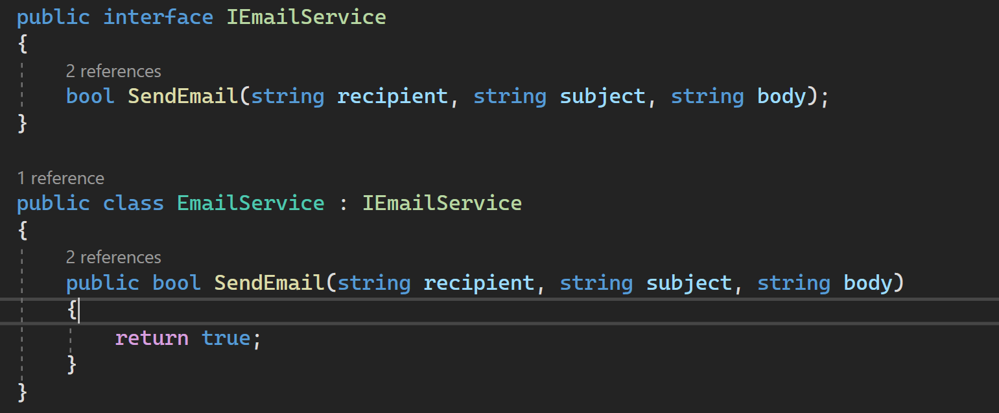 public interface IEmailService
{
2 references
bool SendEmail(string recipient, string subject, string body);
}
1 reference
public class EmailService : IEmailService
{
2 references
public bool SendEmail(string recipient, string subject, string body)
{
return true;
}
}